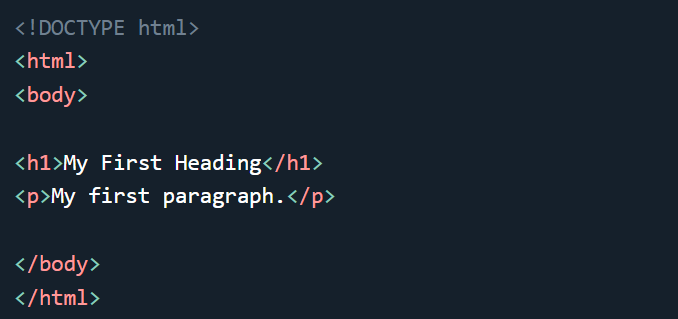 <!DOCTYPE html>
<html>
<body>
<h1>My First Heading</h1>
<p>My first paragraph.</p>
</body>
</html>